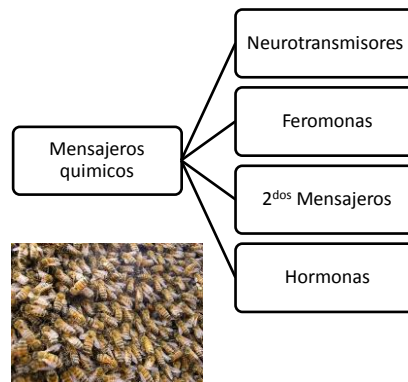 Neurotransmisores
Feromonas
Mensajeros
quimicos
2dos Mensajeros
Hormonas